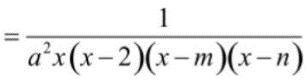 = 1 / a²x(x−2)(x−m)(x−n)